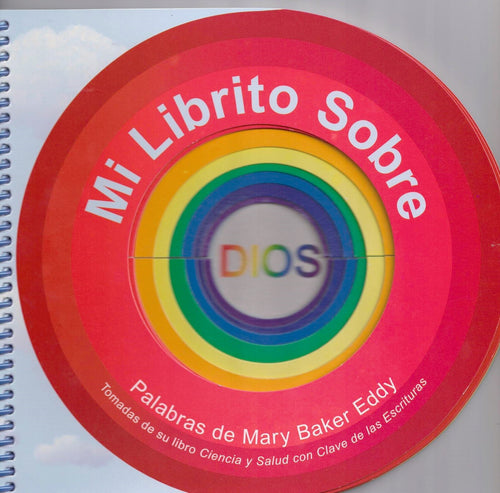 Mi Librito Sobre
DIOS
Palabras de Mary Baker Eddy
Tomadas de su libro Ciencia y Salud con Clave de las Escrituras